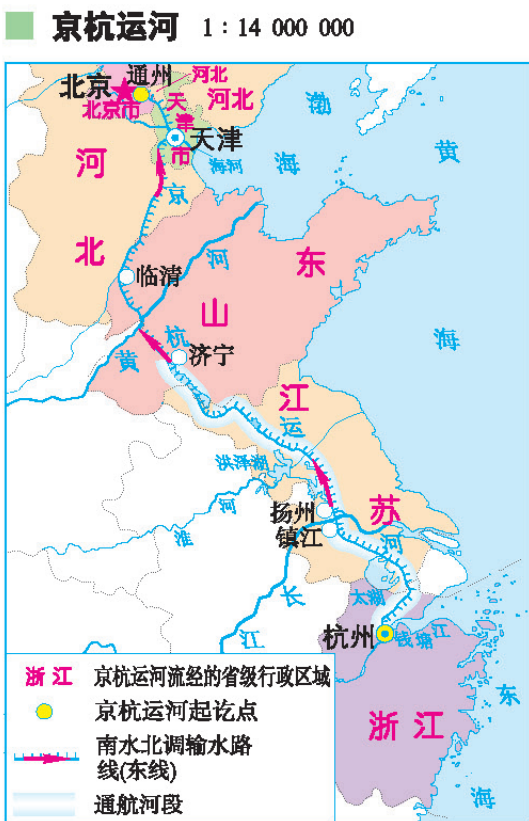 京杭运河 1：14 000 000
北京
通州
河北
北京市
天津市
河北
天津
海河
渤海
黄海
河北
京
临清
黄河
山东
杭
济宁
江苏
运
洪泽湖
淮河
扬州
镇江
河
长江
太湖
杭州
钱塘江
浙江
东海
浙江 京杭运河流经的省级行政区域
京杭运河起讫点
南水北调输水路
线(东线)
通航河段